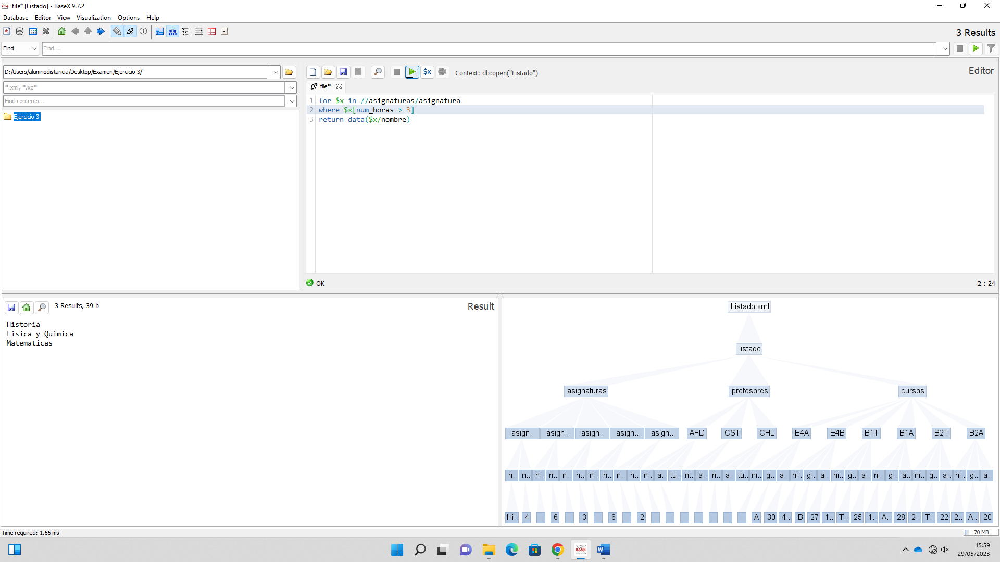 file* [Listado] - BaseX 9.7.2
Database Editor View Visualization Options Help
3 Results
Find Find...
D:/Users/alumnodistancia/Desktop/Examen/Ejercicio 3/
*.xml, *.xq*
Find contents...
Ejercicio 3
$x Context: db:open("Listado") Editor
file*
1 for $x in //asignaturas/asignatura
2 where $x[num_horas > 3]
3 return data($x/nombre)
OK 2 : 24
3 Results, 39 b Result
Historia
Fisica y Quimica
Matematicas
Listado.xml
listado
asignaturas profesores cursos
asign.. asign.. asign.. asign.. asign.. AFD CST CHL E4A E4B B1T B1A B2T B2A
n.. n.. n.. n.. n.. n.. n.. n.. n.. n.. n.. a.. tu.. n.. a.. n.. a.. tu.. ni.. g.. a.. ni.. g.. a.. ni.. g.. a.. ni.. g.. a.. ni.. g.. a.. ni.. g.. a..
Hi.. 4 6 3 6 2 A 30 4.. B 27 1.. T.. 25 1.. A.. 28 2.. T.. 22 2.. A.. 20
Time required: 1.66 ms 70 MB
BASE
W
15:59
29/05/2023